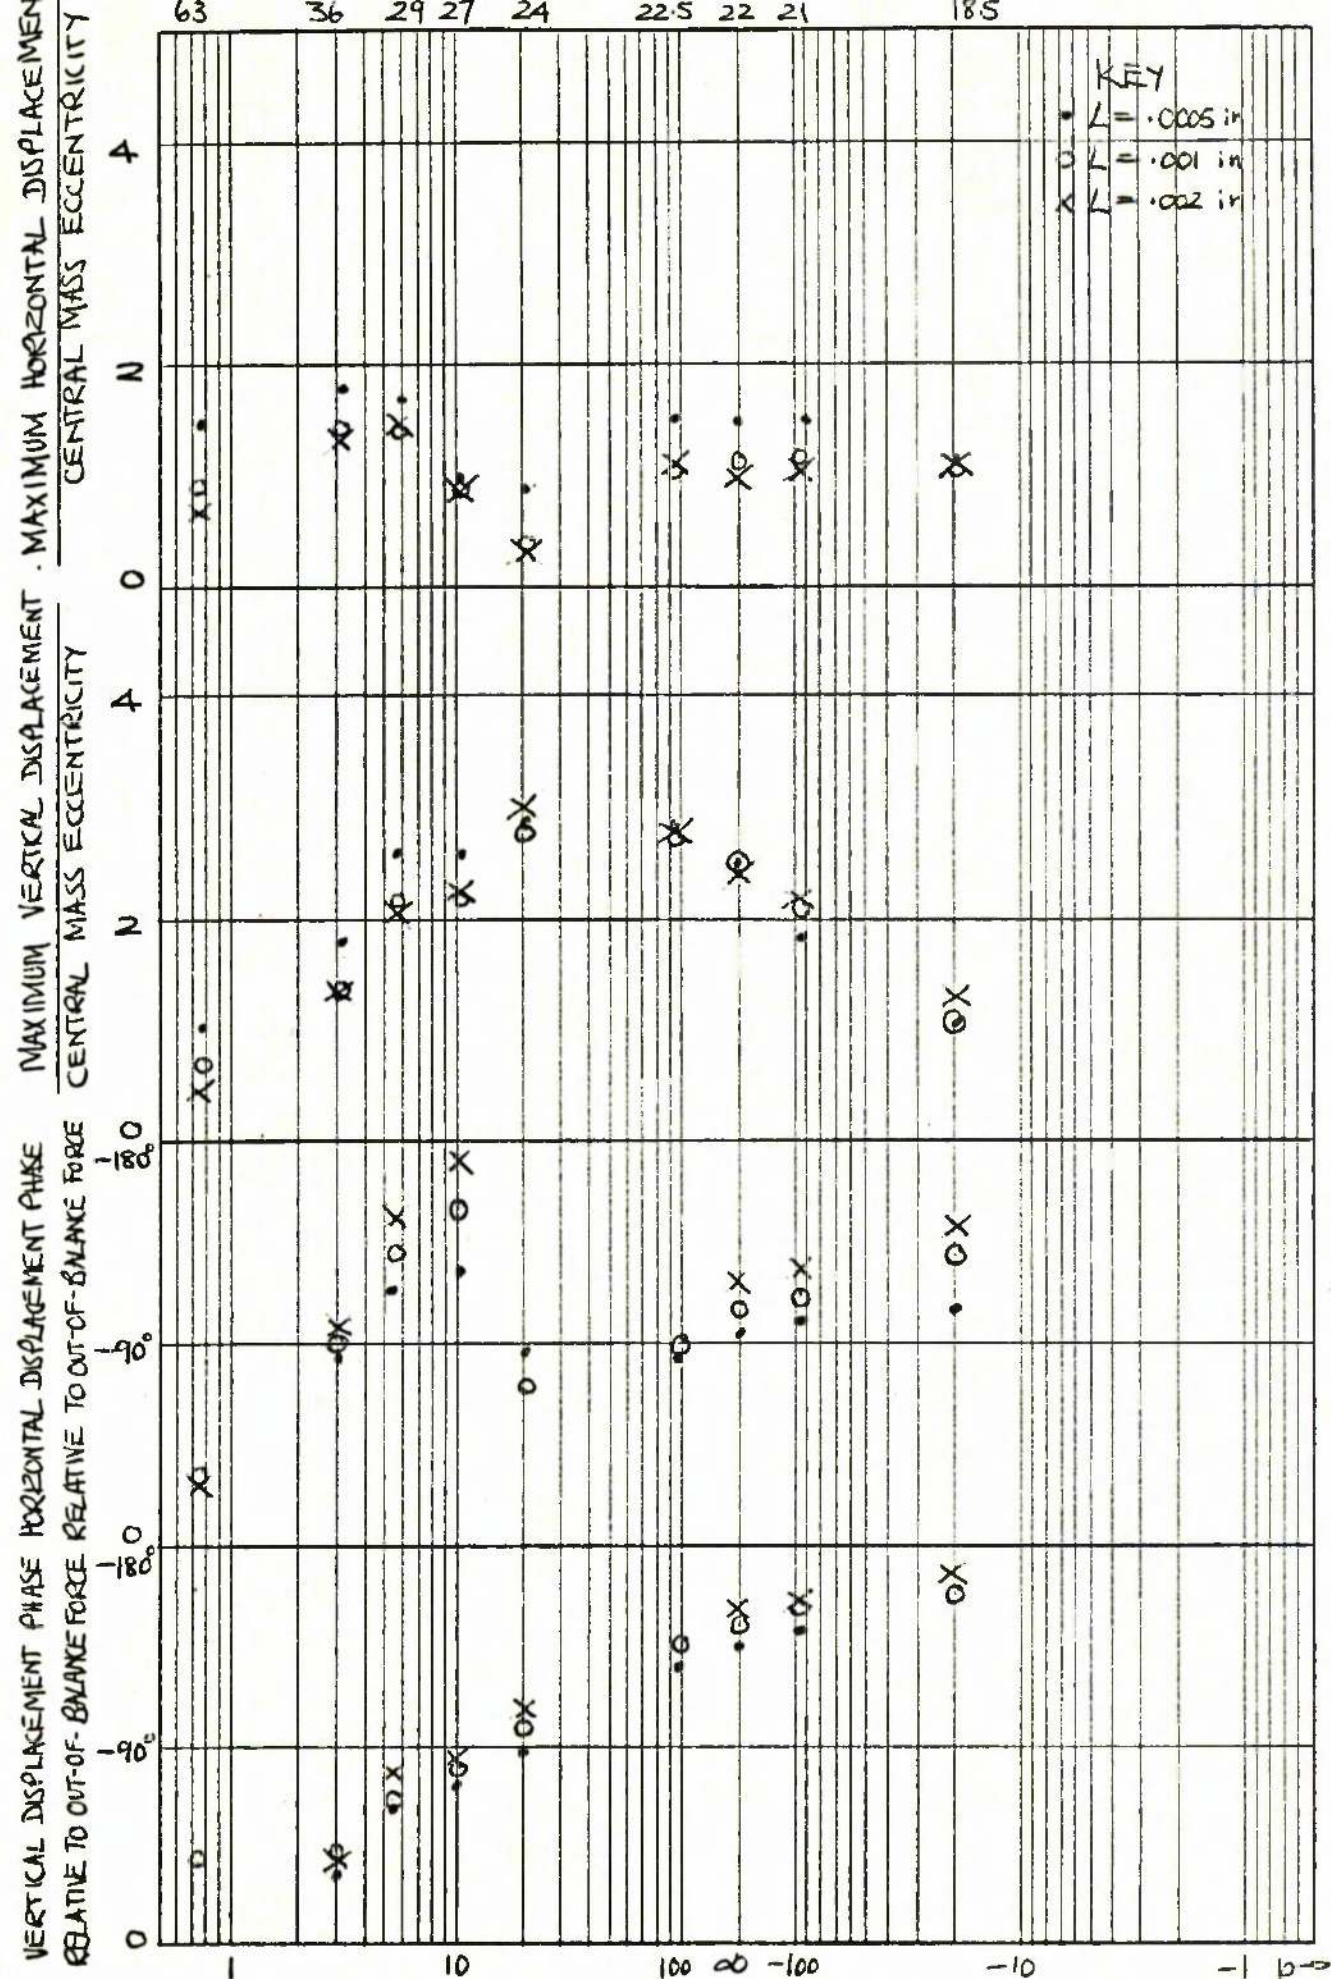 63 36 29 27 24 22.5 22 21 18.5
KEY
• L = .0005 in
O L = .001 in
X L = .002 in
MAXIMUM HORIZONTAL DISPLACEMEN
CENTRAL MASS ECCENTRICITY
4
2
0
MAXIMUM VERTICAL DISPLACEMENT
CENTRAL MASS ECCENTRICITY
4
2
0
HORIZONTAL DISPLACEMENT PHASE
RELATIVE TO OUT-OF-BALANCE FORCE
-180°
-90°
0
VERTICAL DISPLACEMENT PHASE
RELATIVE TO OUT-OF-BALANCE FORCE
-180°
-90°
0
1 10 100 ∞ -100 -10 -1